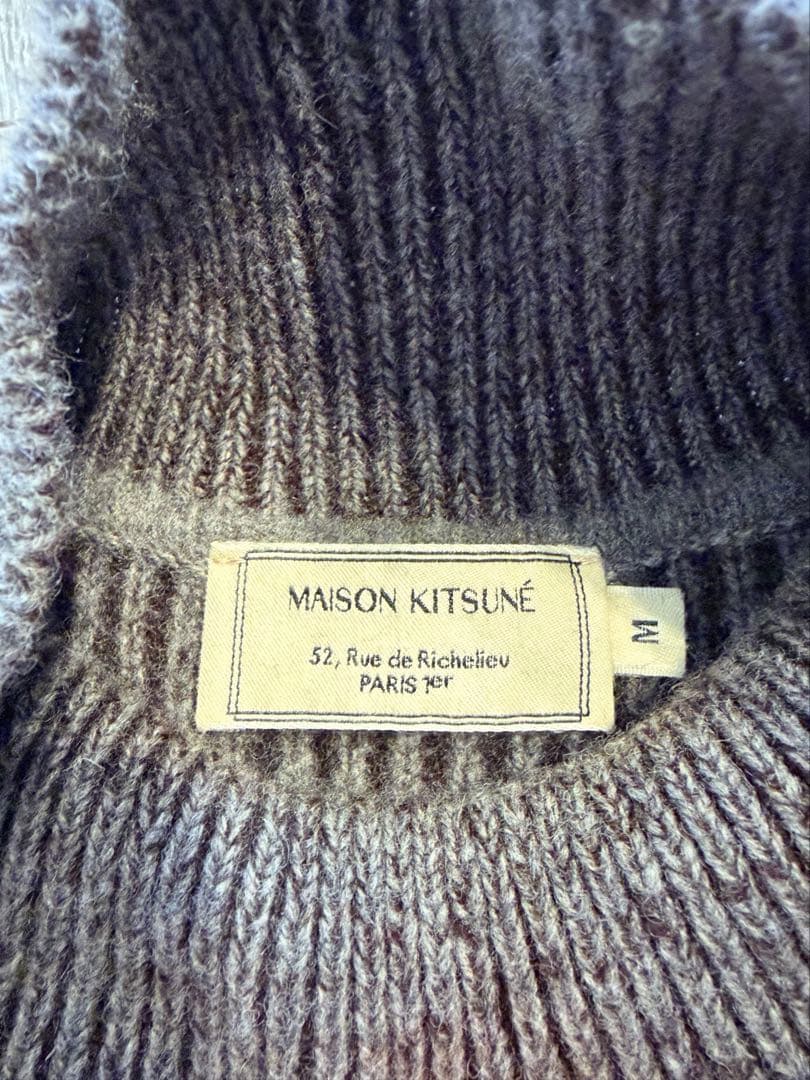 MAISON KITSUNÉ
52, Rue de Richelieu
PARIS 1er
M